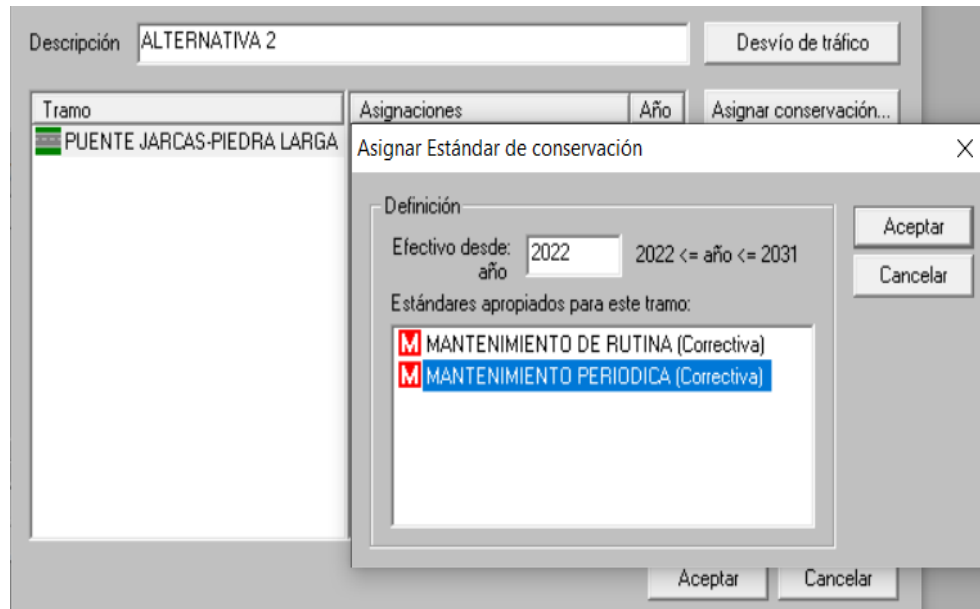 Descripción ALTERNATIVA 2 Desvío de tráfico
Tramo Asignaciones Año Asignar conservación...
PUENTE JARCAS-PIEDRA LARGA
Asignar Estándar de conservación
Definición
Efectivo desde: 2022 2022 <= año <= 2031
año
Aceptar
Cancelar
Estándares apropiados para este tramo:
M MANTENIMIENTO DE RUTINA (Correctiva)
M MANTENIMIENTO PERIODICA (Correctiva)
Aceptar Cancelar